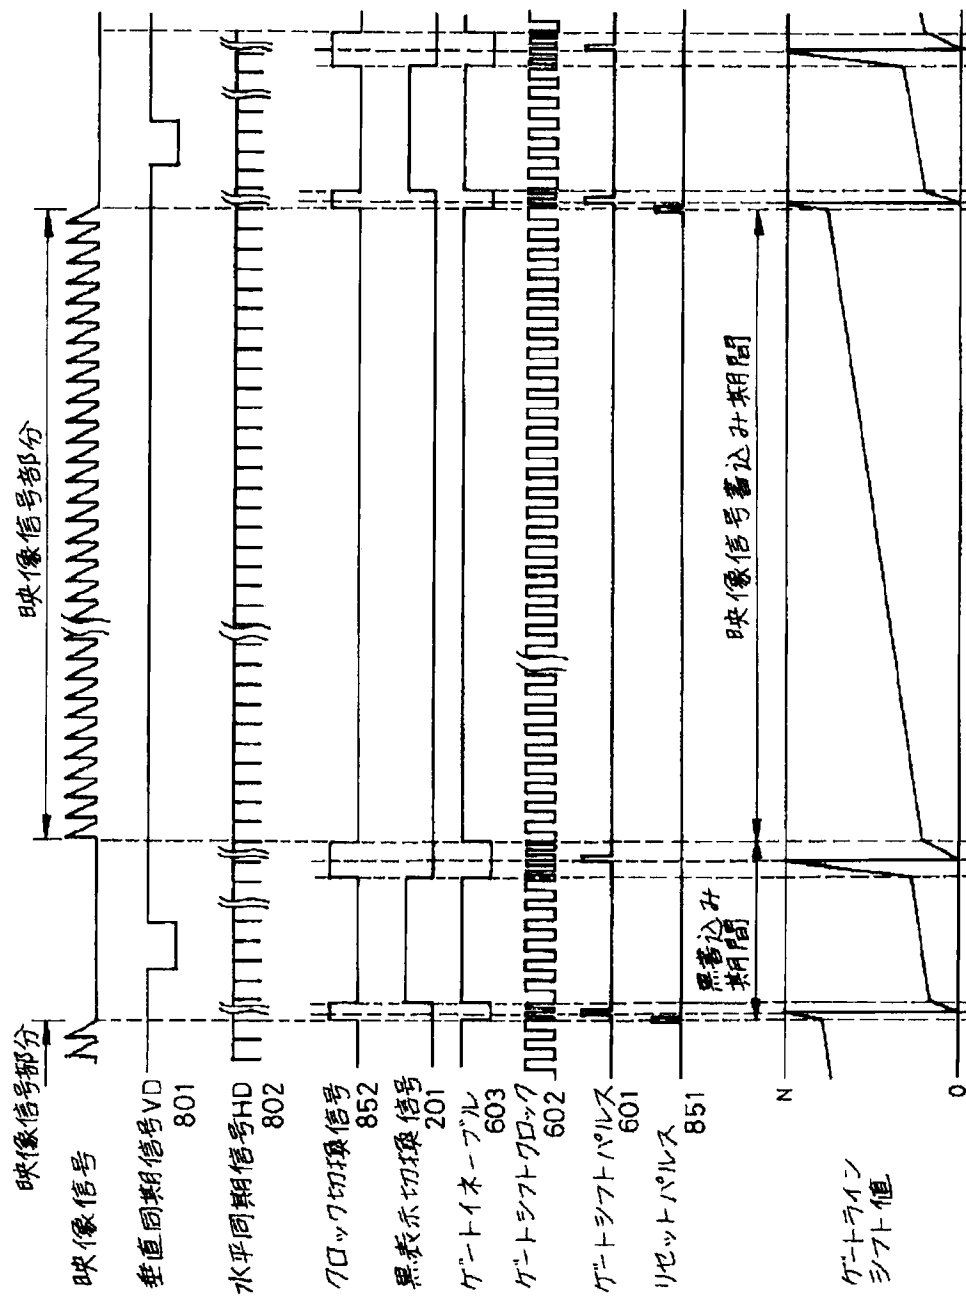 映像信号部分
映像信号部分
映像信号
垂直同期信号VD
801
水平同期信号HD
802
クロック切換信号
852
黒表示切換信号
201
ゲートイネーブル
603
ゲートシフトクロック
602
ゲートシフトパルス
601
リセットパルス
851
黒書込み
期間
映像信号書込み期間
N
ゲートライン
シフト値
0